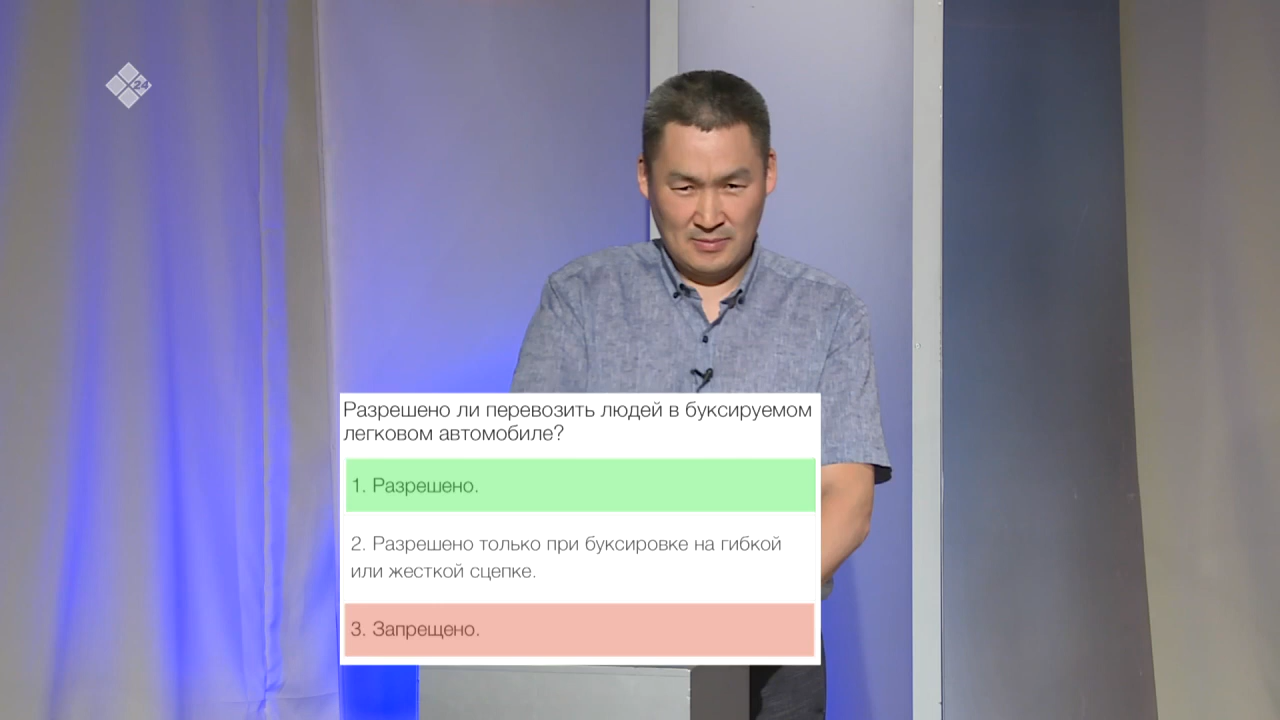 X24
Разрешено ли перевозить людей в буксируемом
легковом автомобиле?
1. Разрешено.
2. Разрешено только при буксировке на гибкой
или жесткой сцепке.
3. Запрещено.